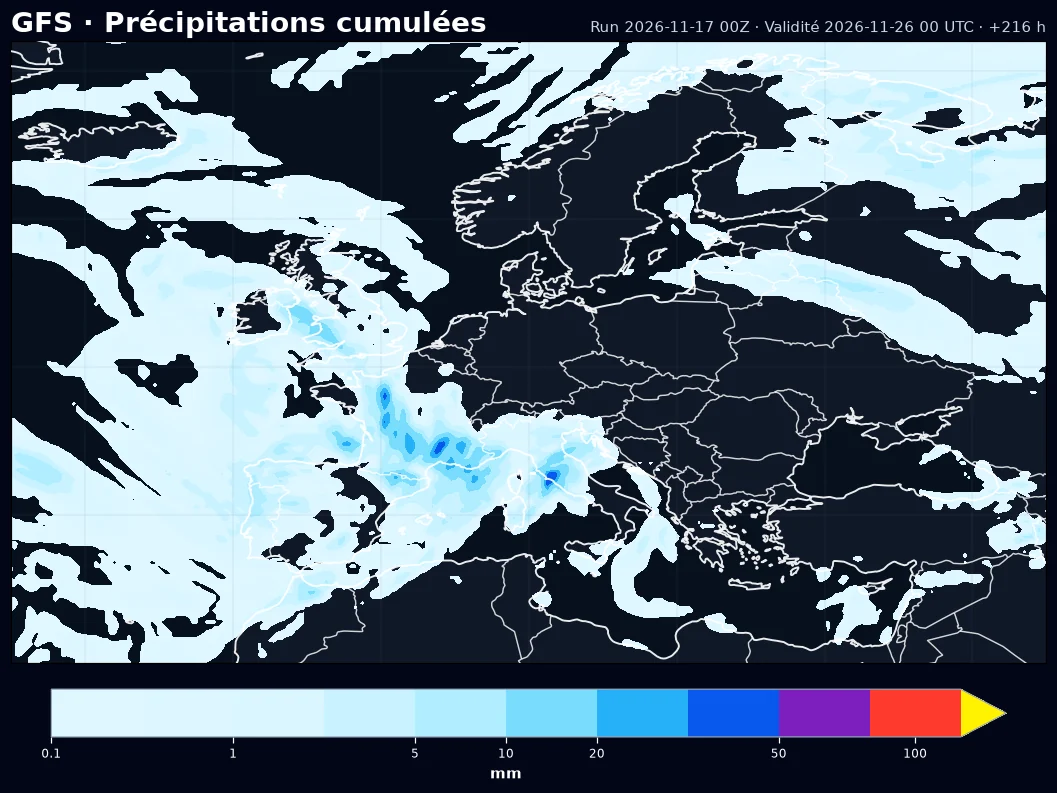 GFS · Précipitations cumulées
Run 2026-11-17 00Z · Validité 2026-11-26 00 UTC · +216 h
0.1 1 5 10 20 50 100
mm